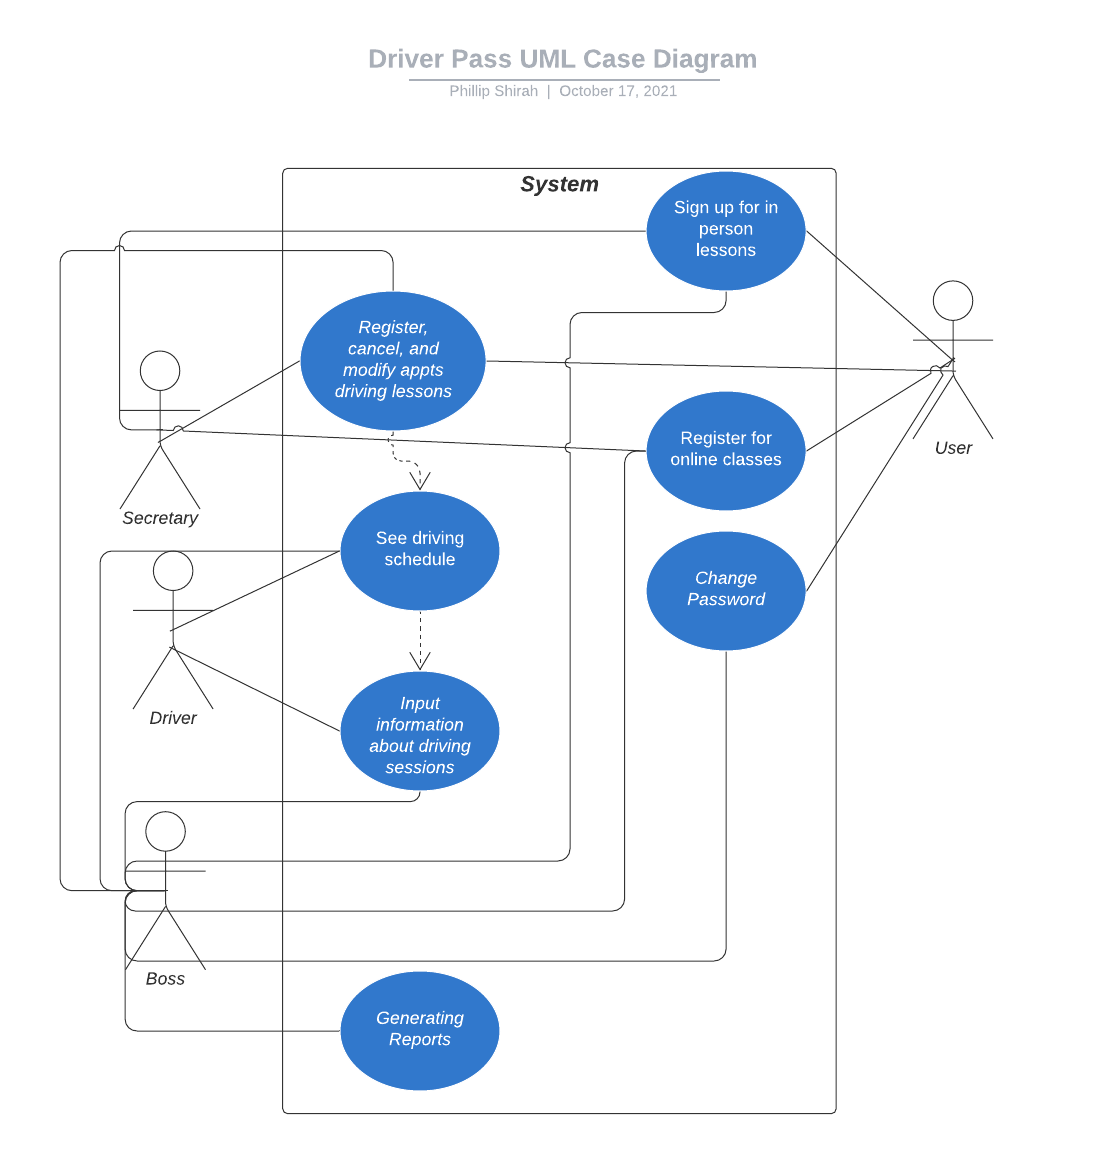 Driver Pass UML Case Diagram
Phillip Shirah | October 17, 2021
System
Sign up for in
person
lessons
Register,
cancel, and
modify appts
driving lessons
Register for
online classes
User
Secretary
See driving
schedule
Change
Password
Driver
Input
information
about driving
sessions
Boss
Generating
Reports